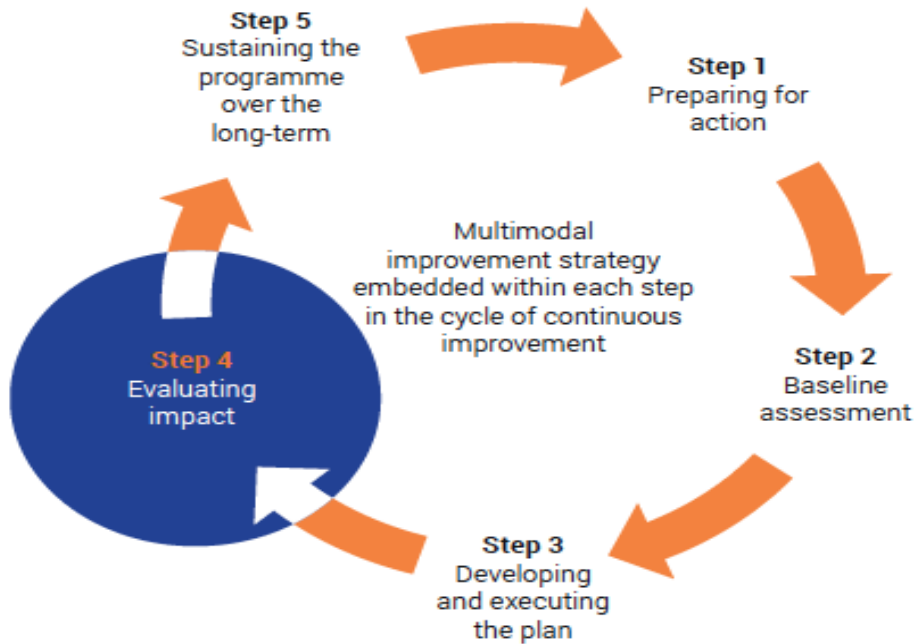 Step 5
Sustaining the
programme
over the
long-term
Step 1
Preparing for
action
Multimodal
improvement strategy
embedded within each step
in the cycle of continuous
improvement
Step 2
Baseline
assessment
Step 4
Evaluating
impact
Step 3
Developing
and executing
the plan